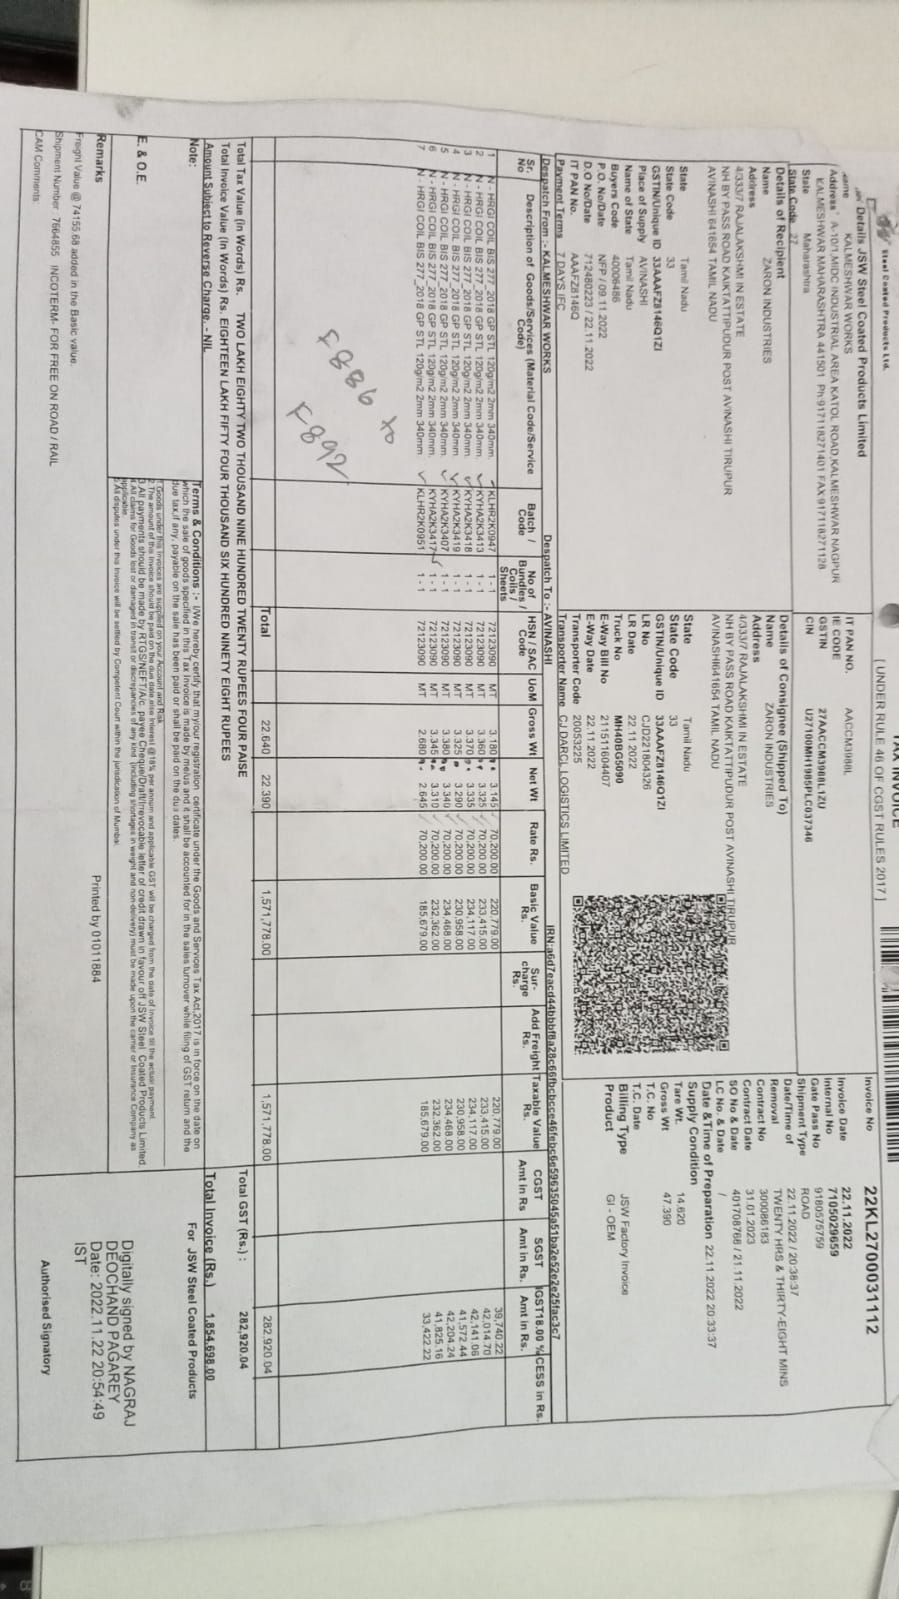 Steel Coated Products Ltd.
TAX INVOICE
[ UNDER RULE 46 OF CGST RULES 2017 ]
Details JSW Steel Coated Products Limited
KALMESHWAR WORKS
Address A-10/1,MIDC INDUSTRIAL AREA KATOL ROAD,KALMESHWAR NAGPUR
KALMESHWAR MAHARASHTRA 441501 Ph:917118271401 FAX:917118271128
State Maharashtra
State Code 27
IT PAN NO. AACCM3988L
IE CODE
GSTIN 27AACCM3988L1ZU
CIN U27100MH1985PLC037346
Invoice No 22KL2700031112
Invoice Date 22.11.2022
Internal No 7105029659
Gate Pass No 9180575759
Shipment Type ROAD
Date/Time of 22.11.2022 / 20:38:37
Removal TWENTY HRS & THIRTY-EIGHT MINS
Contract No 300086183
Contract Date 31.01.2023
SO No & Date 401708768 / 21.11.2022
LC No. & Date /
Date &Time of Preparation 22.11.2022 20:33:37
Supply Condition
Tare Wt. 14.620
Gross Wt 47.390
T.C. No
T.C. Date
Billing Type JSW Factory Invoice
Product GI - OEM
Details of Recipient
Name ZARON INDUSTRIES
Address
4/333/7 RAJALAKSHMI IN ESTATE
NH BY PASS ROAD KAIKTATTIPUDUR POST AVINASHI TIRUPUR
AVINASHI 641654 TAMIL NADU
State Tamil Nadu
State Code 33
GSTIN/Unique ID 33AAAFZ8146Q1ZI
Place of Supply AVINASHI
Name of State Tamil Nadu
Buyers Code 40006486
P.O. No/Date NFP / 09.11.2022
D.O No/Date 712480223 / 22.11.2022
IT PAN No. AAAFZ8146Q
Payment Terms 7 DAYS IFC
Details of Consignee (Shipped To)
Name ZARON INDUSTRIES
Address
4/333/7 RAJALAKSHMI IN ESTATE
NH BY PASS ROAD KAIKTATTIPUDUR POST AVINASHI TIRUPUR
AVINASHI641654 TAMIL NADU
State Tamil Nadu
State Code 33
GSTIN/Unique ID 33AAAFZ8146Q1ZI
LR No CJD221804326
LR Date 22.11.2022
Truck No MH40BG5090
E-Way Bill No 211511604407
E-Way Date 22.11.2022
Transporter Code 20053225
Transporter Name CJ DARCL LOGISTICS LIMITED
Despatch From :- KALMESHWAR WORKS Despatch To :- AVINASHI
Sr. No Description of Goods/Services (Material Code/Service Code) Batch / Code No of Bundles / Coils / Sheets HSN / SAC Code UoM Gross Wt Net Wt Rate Rs. Basic Value Rs. Sur-charge Rs. Add Freight Rs. Taxable Value Rs. CGST Amt in Rs SGST Amt in Rs. IGST18.00 % Amt in Rs. CESS in Rs.
1 N - HRGI COIL BIS 277_2018 GP STL 120g/m2 2mm 340mm. KLHR2K0947 1 - 1 72123090 MT 3.180 3.145 70,200.00 220,779.00 220,779.00 39,740.22
2 N - HRGI COIL BIS 277_2018 GP STL 120g/m2 2mm 340mm. KYHA2K3413 1 - 1 72123090 MT 3.360 3.325 70,200.00 233,415.00 233,415.00 42,014.70
3 N - HRGI COIL BIS 277_2018 GP STL 120g/m2 2mm 340mm. KYHA2K3418 1 - 1 72123090 MT 3.370 3.335 70,200.00 234,117.00 234,117.00 42,141.06
4 N - HRGI COIL BIS 277_2018 GP STL 120g/m2 2mm 340mm. KYHA2K3419 1 - 1 72123090 MT 3.325 3.290 70,200.00 230,958.00 230,958.00 41,572.44
5 N - HRGI COIL BIS 277_2018 GP STL 120g/m2 2mm 340mm. KYHA2K3407 1 - 1 72123090 MT 3.380 3.340 70,200.00 234,468.00 234,468.00 42,204.24
6 N - HRGI COIL BIS 277_2018 GP STL 120g/m2 2mm 340mm. KYHA2K3417 1 - 1 72123090 MT 3.345 3.310 70,200.00 232,362.00 232,362.00 41,825.16
7 N - HRGI COIL BIS 277_2018 GP STL 120g/m2 2mm 340mm. KLHR2K0951 1 - 1 72123090 MT 2.680 2.645 70,200.00 185,679.00 185,679.00 33,422.22
F8892
Total 22.640 22.390 1,571,778.00 1,571,778.00 282,920.04
Total Tax Value (in Words) Rs. TWO LAKH EIGHTY TWO THOUSAND NINE HUNDRED TWENTY RUPEES FOUR PAISE
Total GST (Rs.) : 282,920.04
Total Invoice Value (In Words) Rs. EIGHTEEN LAKH FIFTY FOUR THOUSAND SIX HUNDRED NINETY EIGHT RUPEES
Amount Subject to Reverse Charge - NIL
Total Invoice (Rs.) 1,854,698.00
Note:
Terms & Conditions :- I/We hereby certify that my/our registration certificate under the Goods and Services Tax Act,2017 is in force on the date on
which the sale of goods specified in this Tax Invoice is made by me/us and it shall be accounted for in the sales turnover while filing of GST return and the
due tax,if any, payable on the sale has been paid or shall be paid on the due dates.
For JSW Steel Coated Products
E. & O.E.
1.Goods under this Invoices are supplied on your Account and Risk.
2.The amount of this Invoice should be paid on the due date,else Interest @18% per annum and applicable GST will be charged from the date of Invoice till the actual payment
3.All payments should be made by RTGS/NEFT/A/c. payee Cheque/Draft/Irrevocable letter of credit drawn in favour off JSW Steel Coated Products Limited.
4.All claims for Goods lost or damaged in transit or discrepancies of any kind (including shortages in weight and non-delivery) must be made upon the carrier or Insurance Company as
applicable.
5.All disputes under this Invoice will be settled by Competent Court within the jurisdiction of Mumbai.
Digitally signed by NAGRAJ
DEOCHAND PAGAREY
Date: 2022.11.22 20:54:49
IST
Remarks
Printed by 01011884
Freight Value @ 74155.68 added in the Basic value.
Shipment Number : 7664855 INCOTERM- FOR FREE ON ROAD / RAIL
CAM Comments:
Authorised Signatory